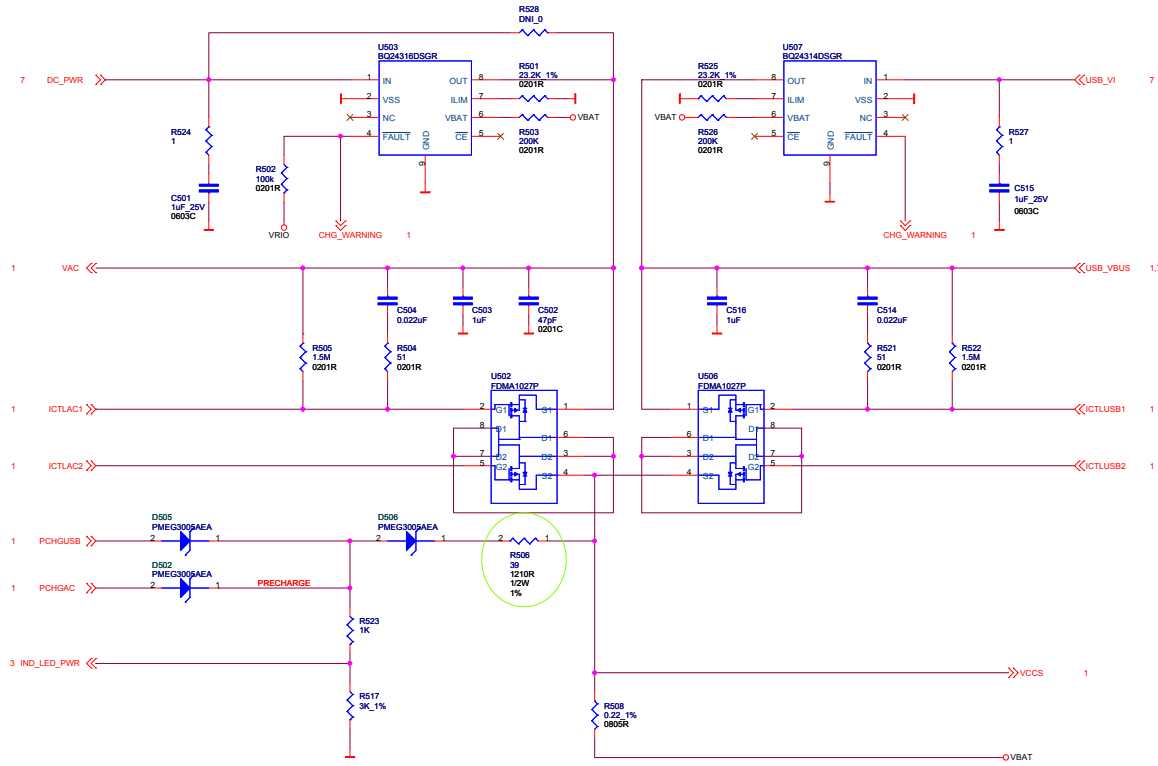 R528
DNI_0
U503
BQ24316DSGR
7 DC_PWR
1 IN
2 VSS
3 NC
4 FAULT
OUT 8
ILIM 7
VBAT 6
CE 5
GND
9
R501
23.2K_1%
0201R
VBAT
R503
200K
0201R
R524
1
C501
1uF_25V
0603C
R502
100k
0201R
VRIO
CHG_WARNING 1
U507
BQ24314DSGR
R525
23.2K_1%
0201R
VBAT
R526
200K
0201R
8 OUT
7 ILIM
6 VBAT
5 CE
IN 1
VSS 2
NC 3
FAULT 4
GND
9
USB_VI 7
R527
1
C515
1uF_25V
0603C
CHG_WARNING 1
1 VAC
USB_VBUS 1,
C504
0.022uF
C503
1uF
C502
47pF
0201C
C516
1uF
C514
0.022uF
R505
1.5M
0201R
R504
51
0201R
R521
51
0201R
R522
1.5M
0201R
U502
FDMA1027P
U506
FDMA1027P
1 ICTLAC1
2 G1 S1 1
8 D1 D1 6
7 D2 D2 3
5 G2 S2 4
1 S1 G1 2
6 D1 D1 8
3 D2 D2 7
4 S2 G2 5
ICTLUSB1 1
1 ICTLAC2
ICTLUSB2 1
D505
PMEG3005AEA
1 PCHGUSB
2 1
D506
PMEG3005AEA
2 1
2 1
R506
39
1210R
1/2W
1%
D502
PMEG3005AEA
1 PCHGAC
2 1
PRECHARGE
R523
1K
3 IND_LED_PWR
R517
3K_1%
VCCS 1
R508
0.22_1%
0805R
VBAT